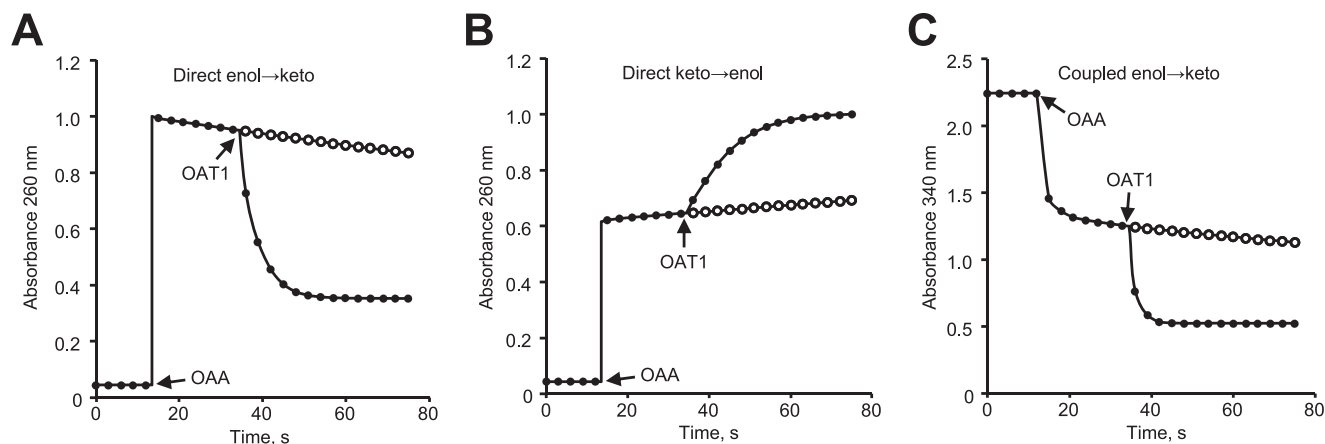 A
Direct enol→keto
Absorbance 260 nm
1.2
1.0
0.8
0.6
0.4
0.2
0
OAT1
OAA
0
20
40
60
80
Time, s
B
Direct keto→enol
Absorbance 260 nm
1.2
1.0
0.8
0.6
0.4
0.2
0
OAT1
OAA
0
20
40
60
80
Time, s
C
Coupled enol→keto
Absorbance 340 nm
2.5
2.0
1.5
1.0
0.5
0
OAA
OAT1
0
20
40
60
80
Time, s